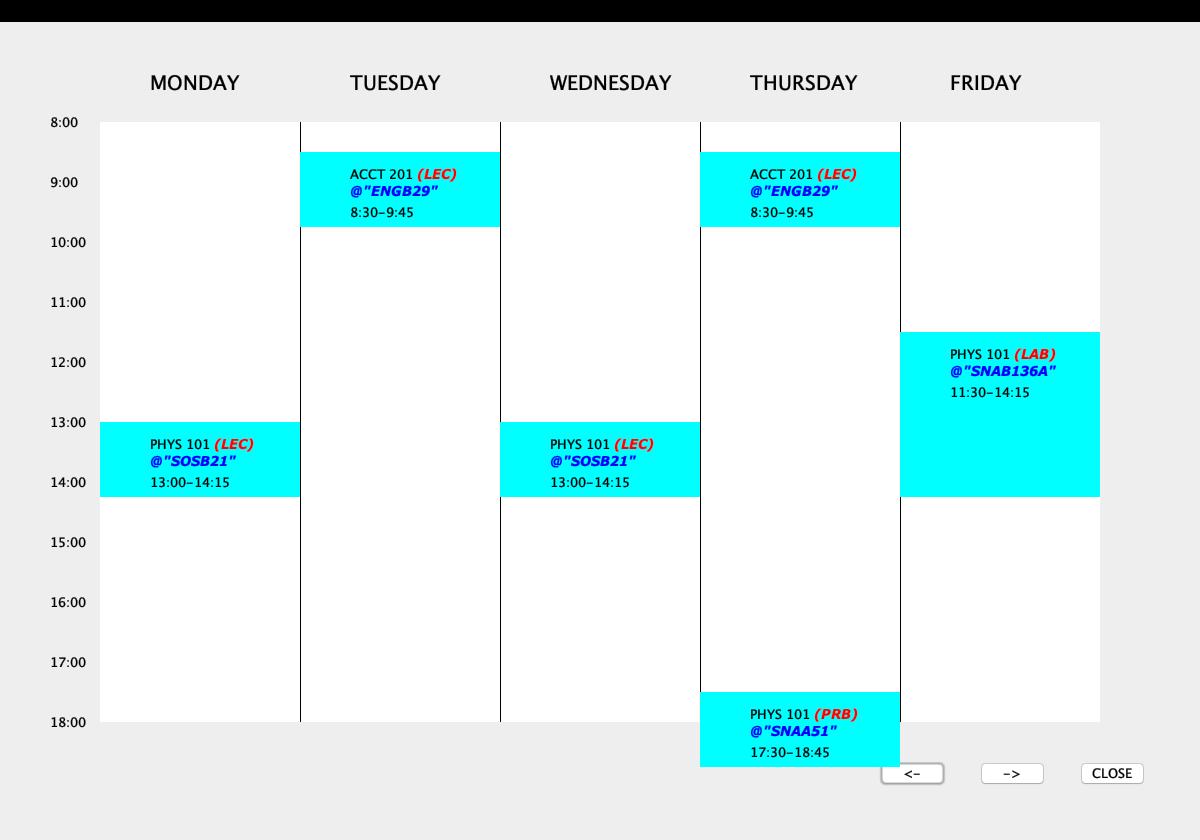 MONDAY TUESDAY WEDNESDAY THURSDAY FRIDAY
8:00
ACCT 201 (LEC) ACCT 201 (LEC)
9:00
@"ENGB29" @"ENGB29"
8:30-9:45 8:30-9:45
10:00
11:00
PHYS 101 (LAB)
12:00
@"SNAB136A"
11:30-14:15
13:00
PHYS 101 (LEC) PHYS 101 (LEC)
@"SOSB21" @"SOSB21"
14:00 13:00-14:15 13:00-14:15
15:00
16:00
17:00
PHYS 101 (PRB)
18:00
@"SNAA51"
17:30-18:45
<- -> CLOSE